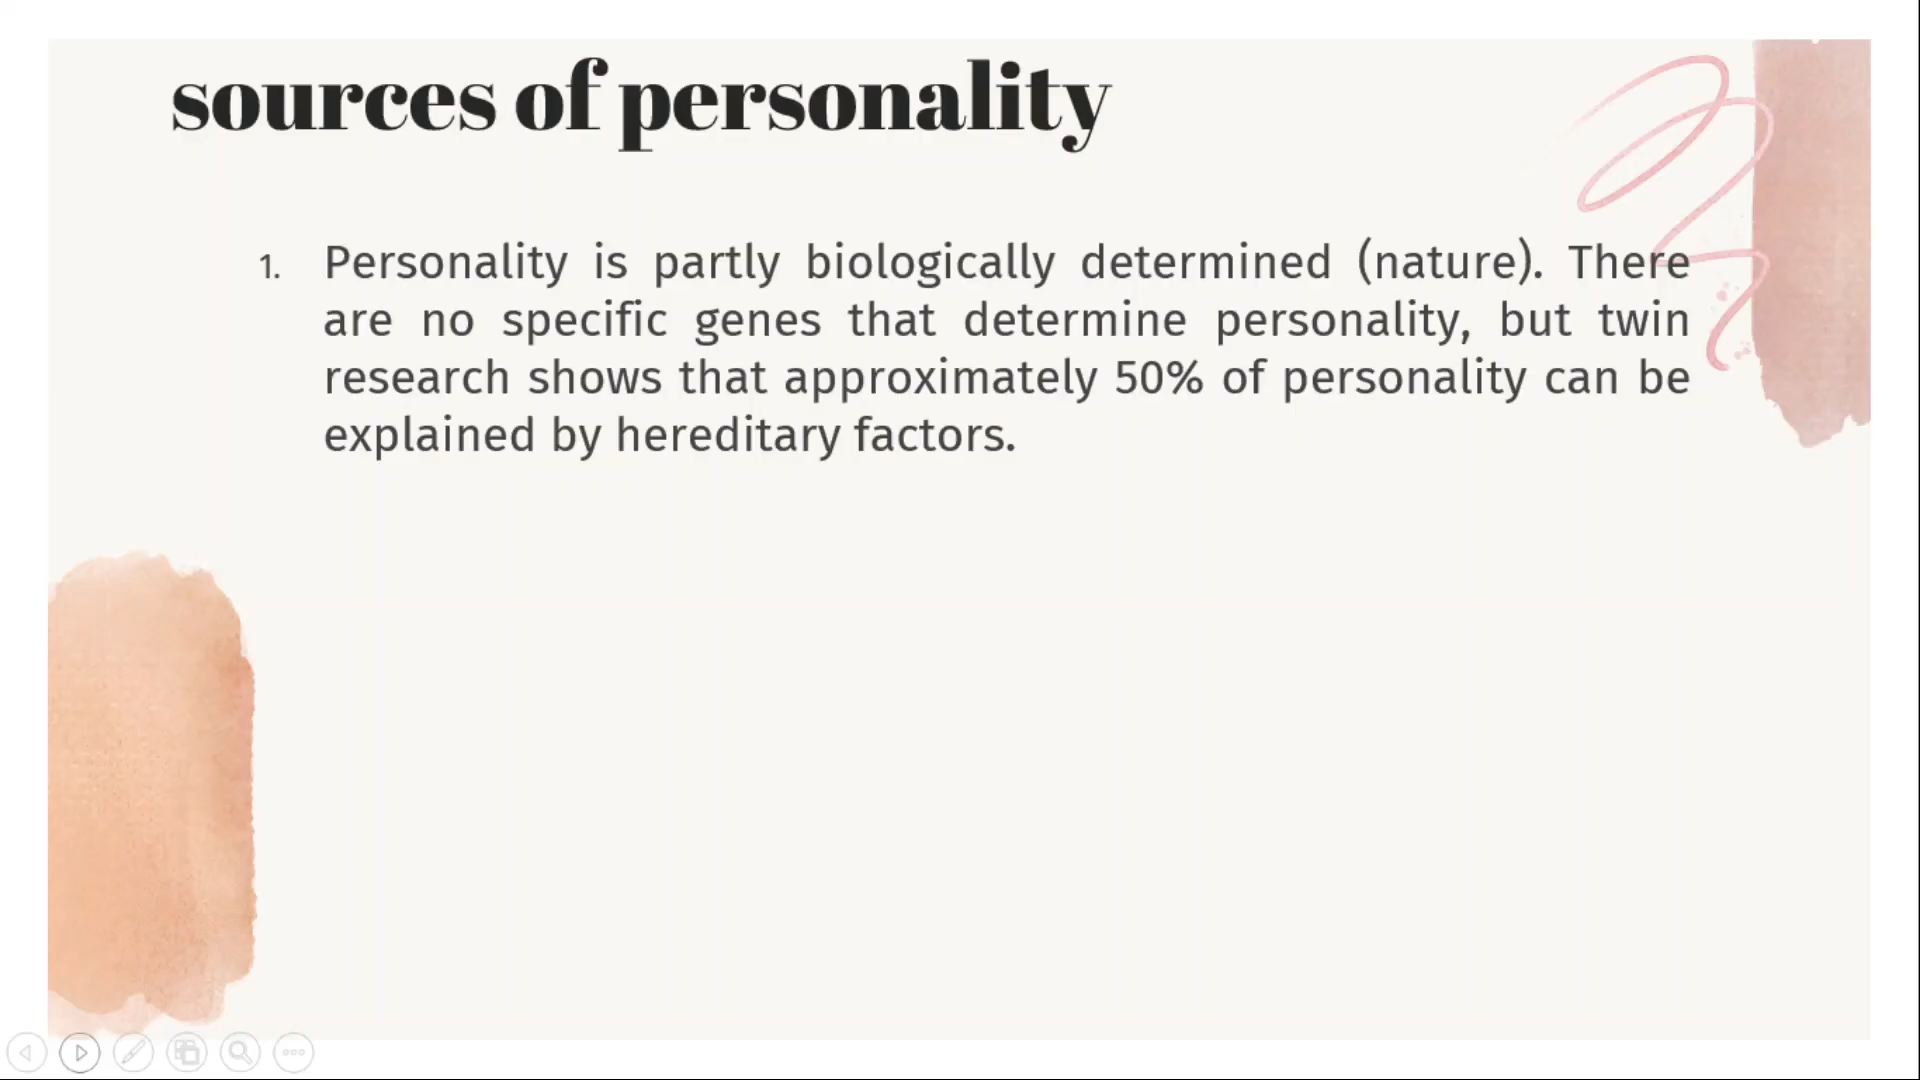 sources of personality
1. Personality is partly biologically determined (nature). There
are no specific genes that determine personality, but twin
research shows that approximately 50% of personality can be
explained by hereditary factors.